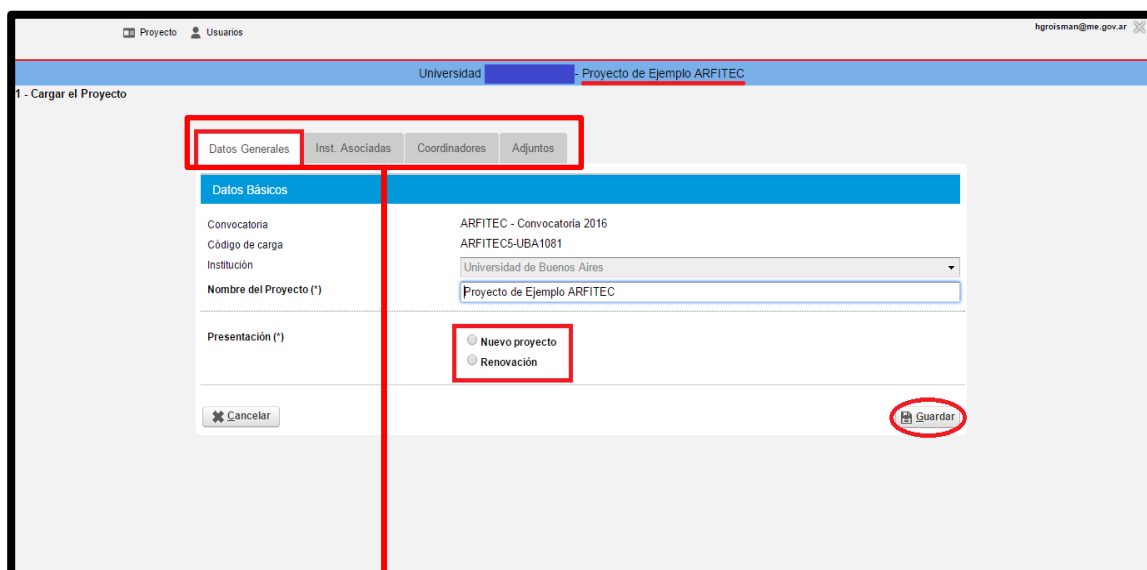 Proyecto Usuarios hgroisman@me.gov.ar
Universidad - Proyecto de Ejemplo ARFITEC
1 - Cargar el Proyecto
Datos Generales Inst. Asociadas Coordinadores Adjuntos
Datos Básicos
Convocatoria ARFITEC - Convocatoria 2016
Código de carga ARFITEC5-UBA1081
Institución Universidad de Buenos Aires
Nombre del Proyecto (*) Proyecto de Ejemplo ARFITEC
Presentación (*) Nuevo proyecto
Renovación
Cancelar Guardar